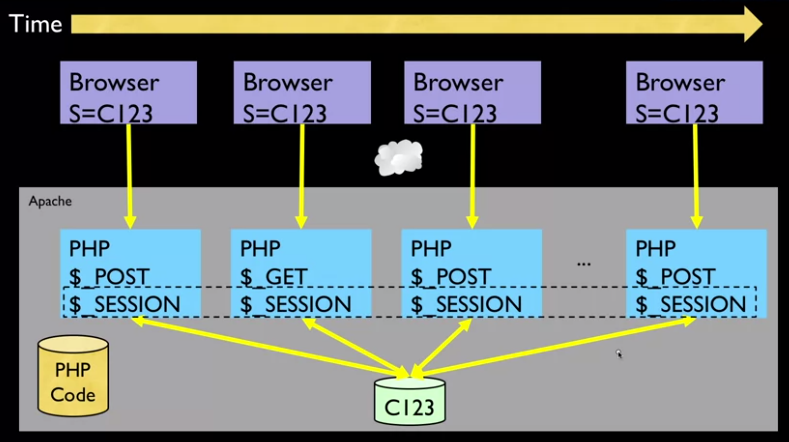 Time
Browser
S=C123
Browser
S=C123
Browser
S=C123
Browser
S=C123
Apache
PHP
$_POST
$_SESSION
PHP
$_GET
$_SESSION
PHP
$_POST
$_SESSION
...
PHP
$_POST
$_SESSION
PHP
Code
C123